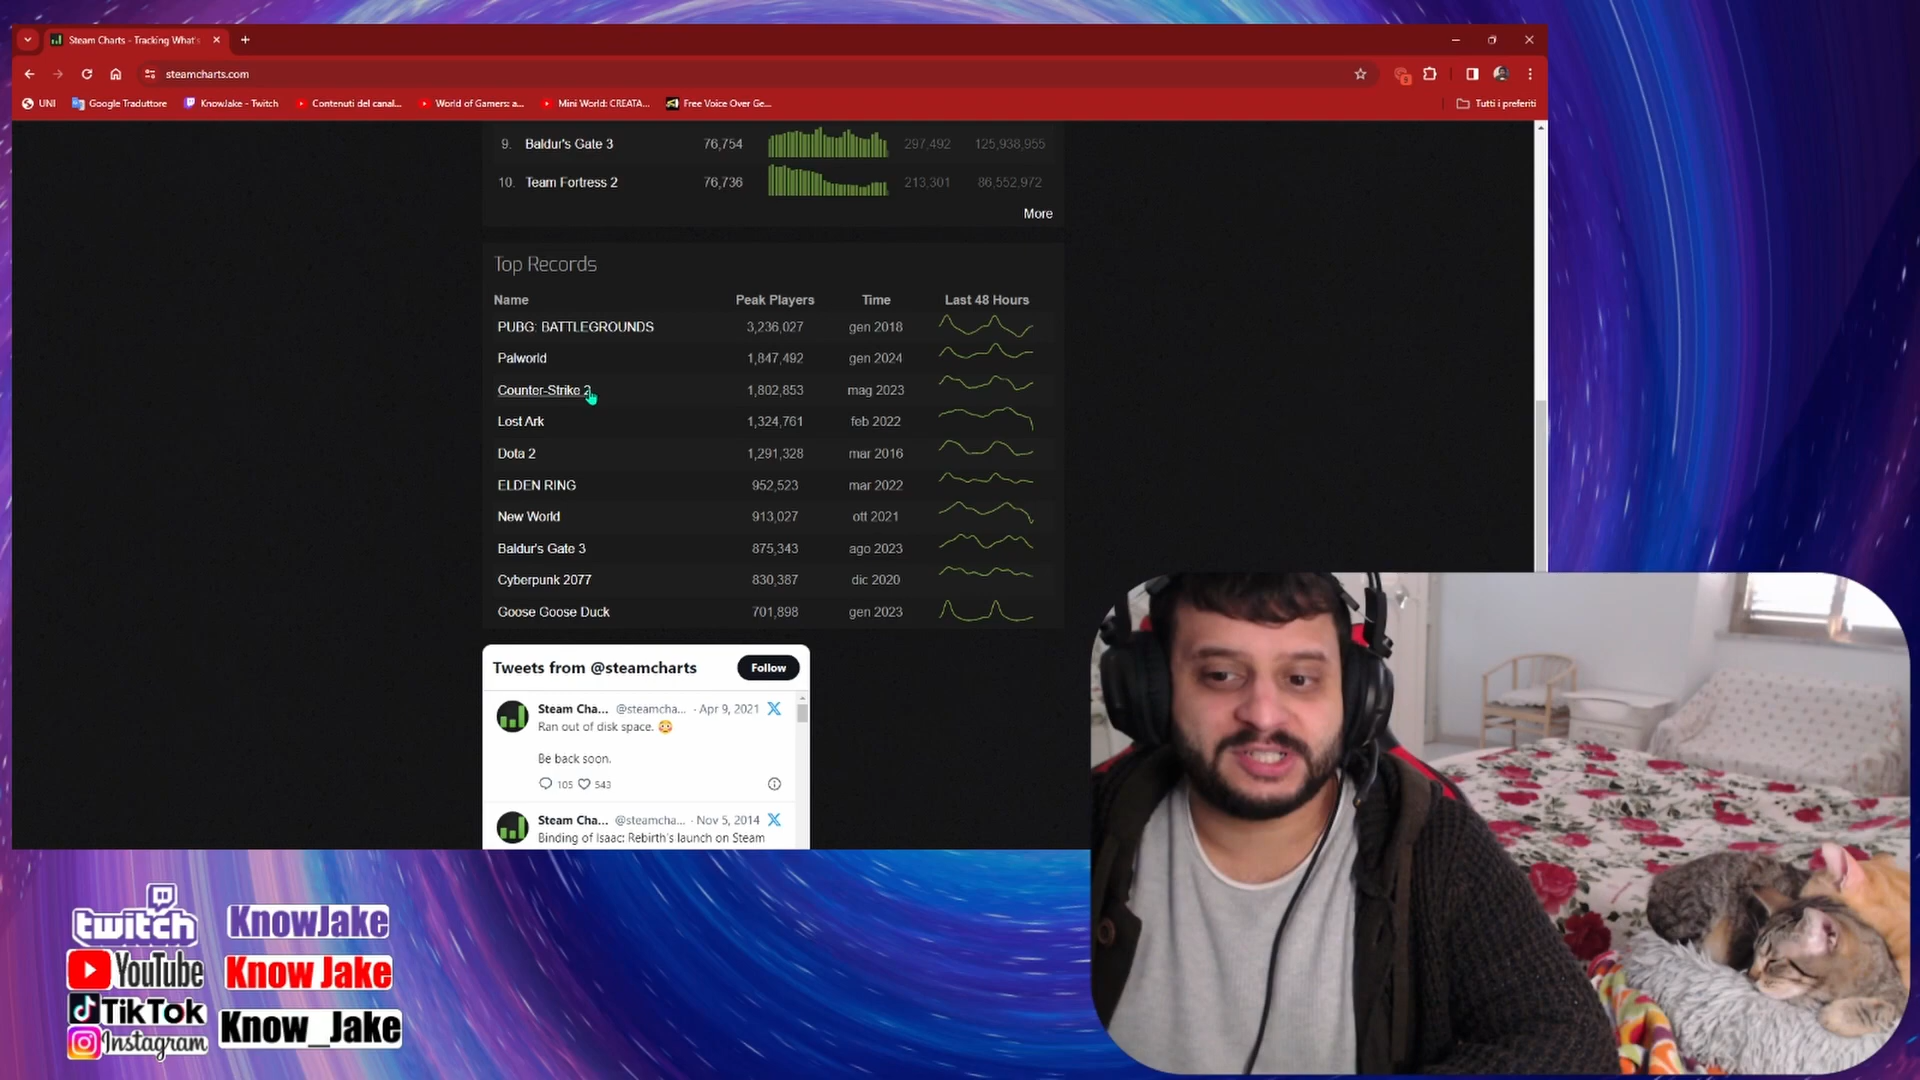 Steam Charts - Tracking What's
steamcharts.com
UNI
Google Traduttore
KnowJake - Twitch
Contenuti del canal...
World of Gamers: a...
Mini World: CREATA...
Free Voice Over Ge...
Tutti i preferiti
9. Baldur's Gate 3 76,754 297,492 125,938,955
10. Team Fortress 2 76,736 213,301 86,552,972
More
Top Records
Name Peak Players Time Last 48 Hours
PUBG: BATTLEGROUNDS 3,236,027 gen 2018
Palworld 1,847,492 gen 2024
Counter-Strike 2 1,802,853 mag 2023
Lost Ark 1,324,761 feb 2022
Dota 2 1,291,328 mar 2016
ELDEN RING 952,523 mar 2022
New World 913,027 ott 2021
Baldur's Gate 3 875,343 ago 2023
Cyberpunk 2077 830,387 dic 2020
Goose Goose Duck 701,898 gen 2023
Tweets from @steamcharts Follow
Steam Cha... @steamcha... · Apr 9, 2021
Ran out of disk space. 😳
Be back soon.
105 543
Steam Cha... @steamcha... · Nov 5, 2014
Binding of Isaac: Rebirth's launch on Steam
twitch KnowJake
YouTube Know Jake
TikTok
Instagram Know_Jake